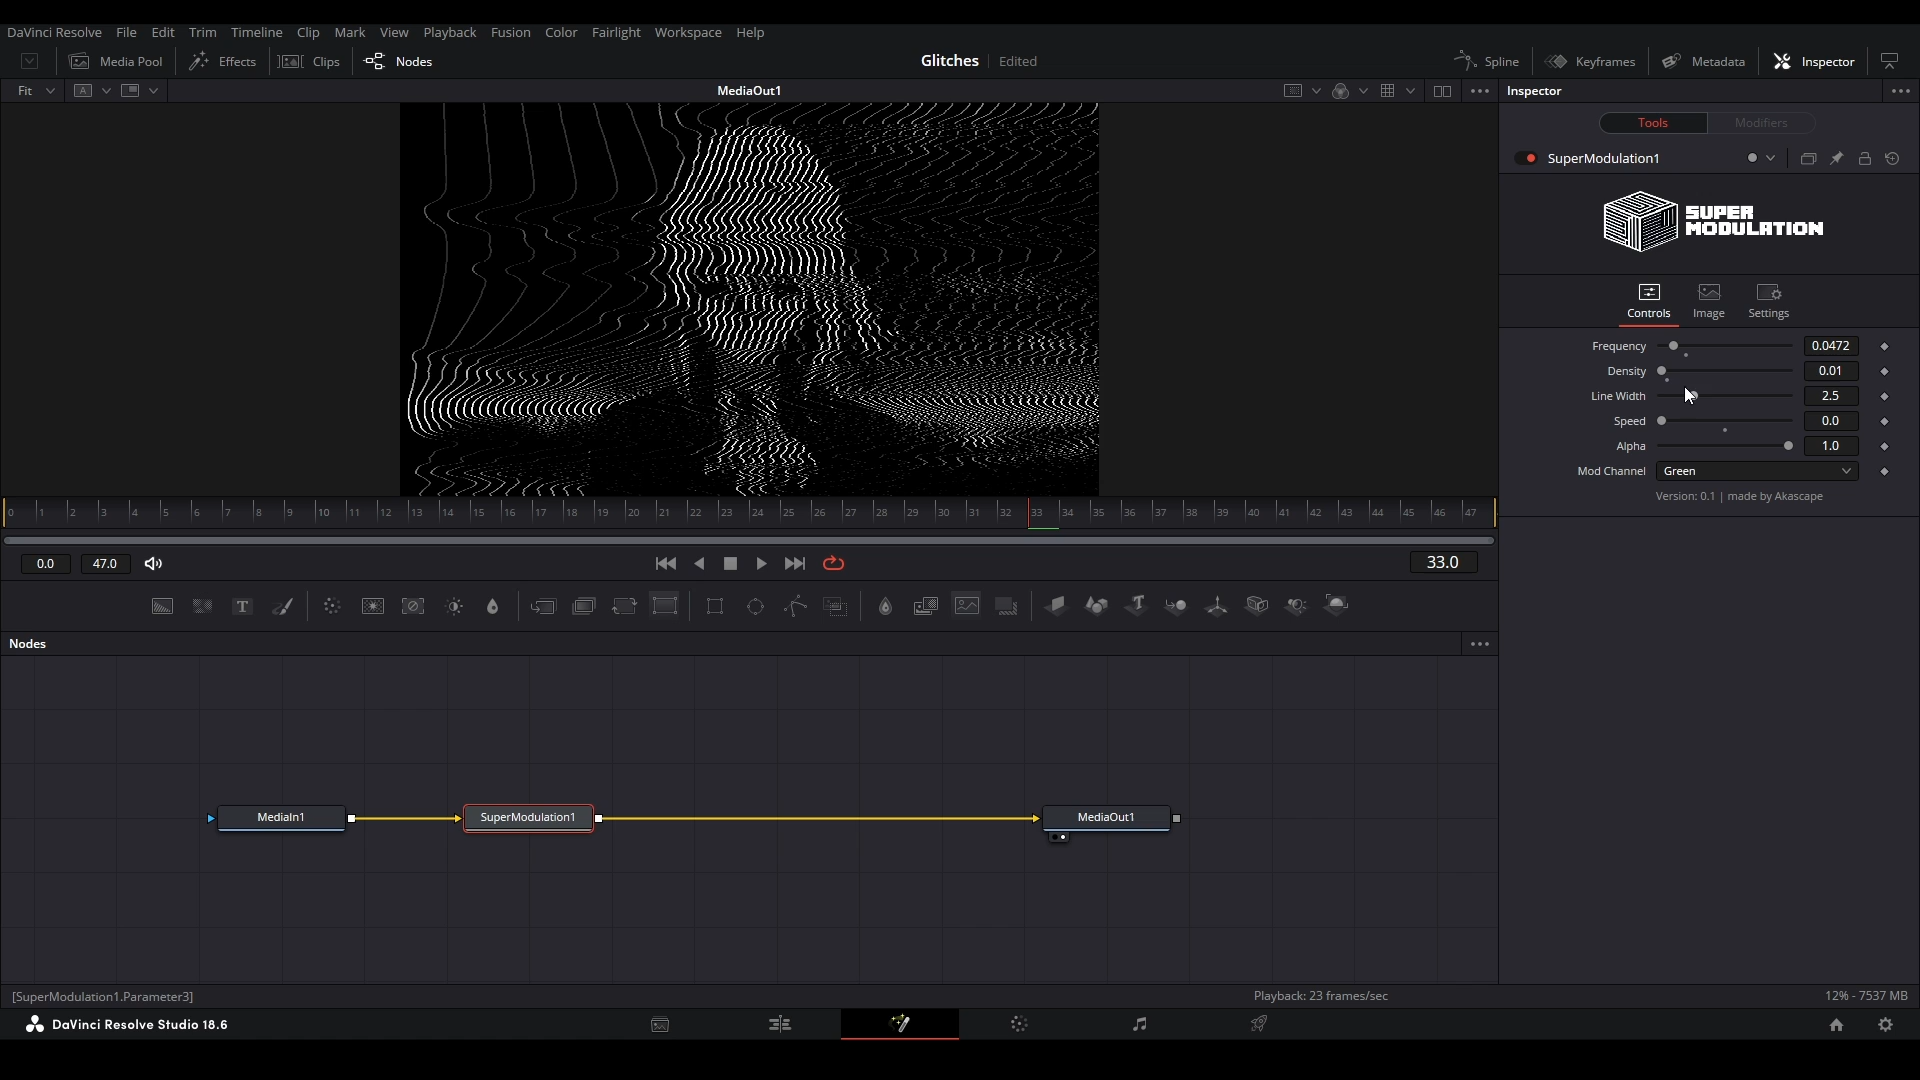 DaVinci Resolve File Edit Trim Timeline Clip Mark View Playback Fusion Color Fairlight Workspace Help
Media Pool Effects Clips Nodes Glitches Edited Spline Keyframes Metadata Inspector
Fit A MediaOut1 Inspector
Tools Modifiers
SuperModulation1
SUPER
MODULATION
Controls Image Settings
Frequency 0.0472
Density 0.01
Line Width 2.5
Speed 0.0
Alpha 1.0
Mod Channel Green
Version: 0.1 | made by Akascape
0 1 2 3 4 5 6 7 8 9 10 11 12 13 14 15 16 17 18 19 20 21 22 23 24 25 26 27 28 29 30 31 32 33 34 35 36 37 38 39 40 41 42 43 44 45 46 47
0.0 47.0 33.0
T T
Nodes
MediaIn1 SuperModulation1 MediaOut1
[SuperModulation1.Parameter3] Playback: 23 frames/sec 12% - 7537 MB
DaVinci Resolve Studio 18.6